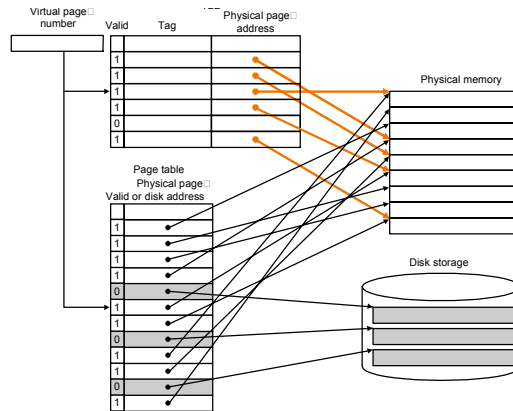 Virtual page
number
Valid
Tag
Physical page
address
1
1
1
1
0
1
Physical memory
Page table
Physical page
Valid or disk address
1
1
1
1
0
1
1
0
1
1
0
1
Disk storage